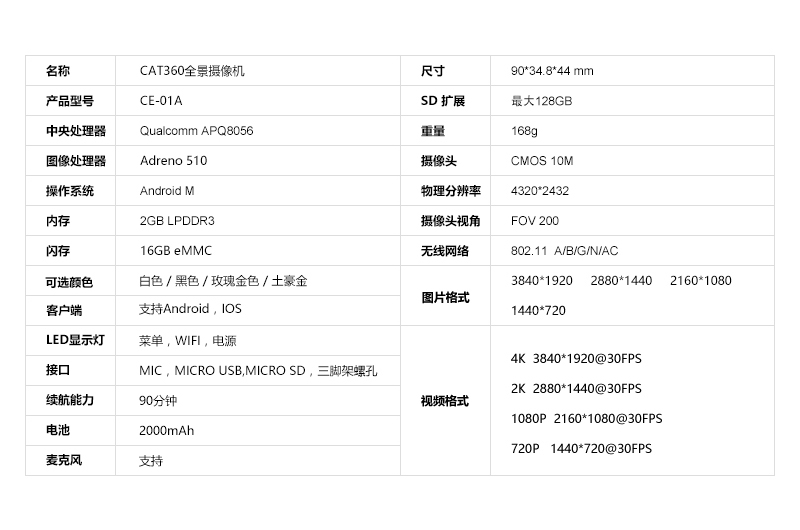 名称 CAT360全景摄像机 尺寸 90*34.8*44 mm
产品型号 CE-01A SD 扩展 最大128GB
中央处理器 Qualcomm APQ8056 重量 168g
图像处理器 Adreno 510 摄像头 CMOS 10M
操作系统 Android M 物理分辨率 4320*2432
内存 2GB LPDDR3 摄像头视角 FOV 200
闪存 16GB eMMC 无线网络 802.11 A/B/G/N/AC
可选颜色 白色 / 黑色 / 玫瑰金色 / 土豪金 图片格式 3840*1920 2880*1440 2160*1080
客户端 支持Android，IOS 1440*720
LED显示灯 菜单，WIFI，电源 视频格式 4K 3840*1920@30FPS
接口 MIC，MICRO USB,MICRO SD，三脚架螺孔 2K 2880*1440@30FPS
续航能力 90分钟 1080P 2160*1080@30FPS
电池 2000mAh 720P 1440*720@30FPS
麦克风 支持